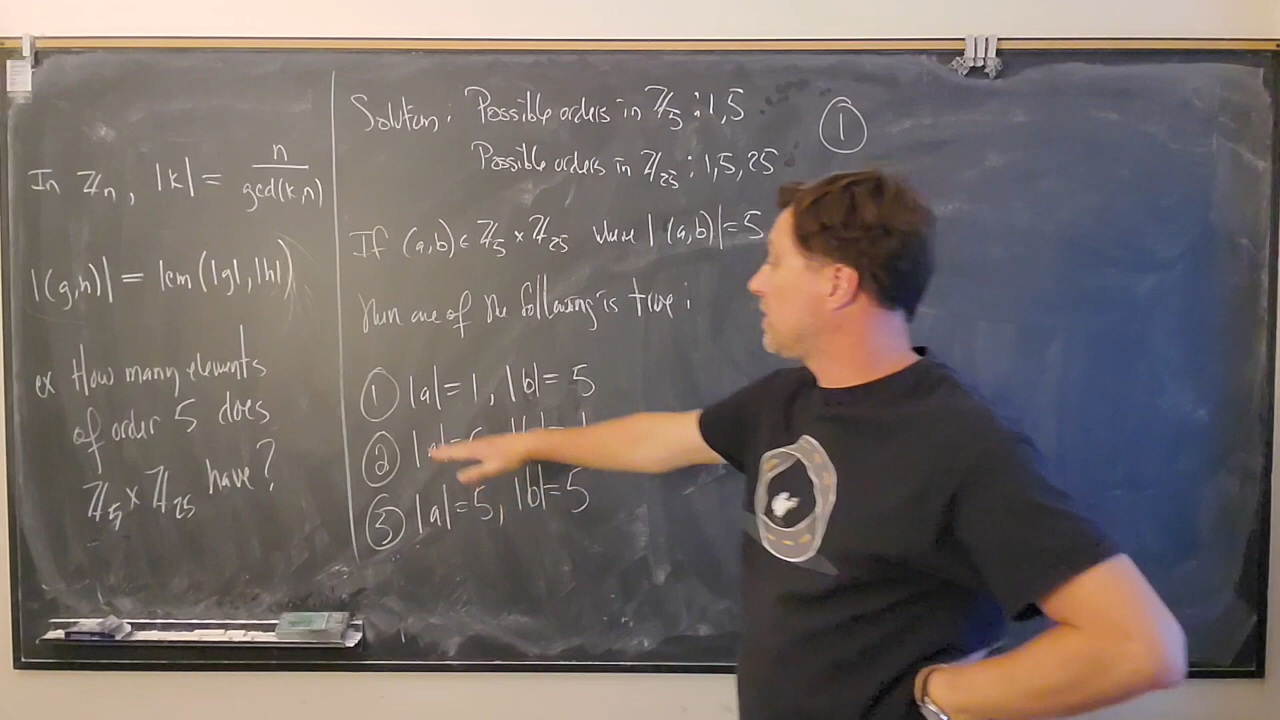 In ℤn, |k| = n / gcd(k,n)
|(g,h)| = lcm(|g|,|h|)
ex How many elements
of order 5 does
ℤ5 × ℤ25 have?
Solution: Possible orders in ℤ5 : 1,5
Possible orders in ℤ25 : 1,5,25
If (a,b) ∈ ℤ5 × ℤ25 where |(a,b)| = 5
then one of the following is true:
① |a| = 1, |b| = 5
② |a| =
③ |a| = 5, |b| = 5
①